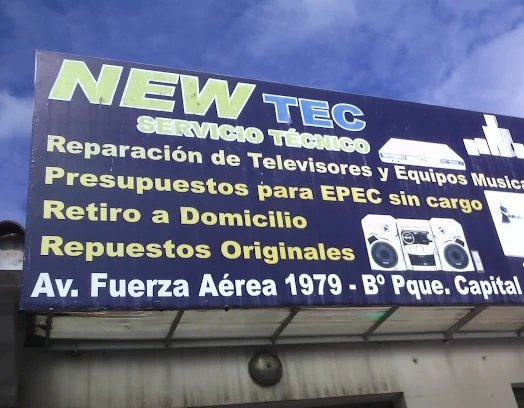 NEW TEC
SERVICIO TÉCNICO
Reparación de Televisores y Equipos Musica
Presupuestos para EPEC sin cargo
Retiro a Domicilio
Repuestos Originales
Av. Fuerza Aérea 1979 - Bº Pque. Capital